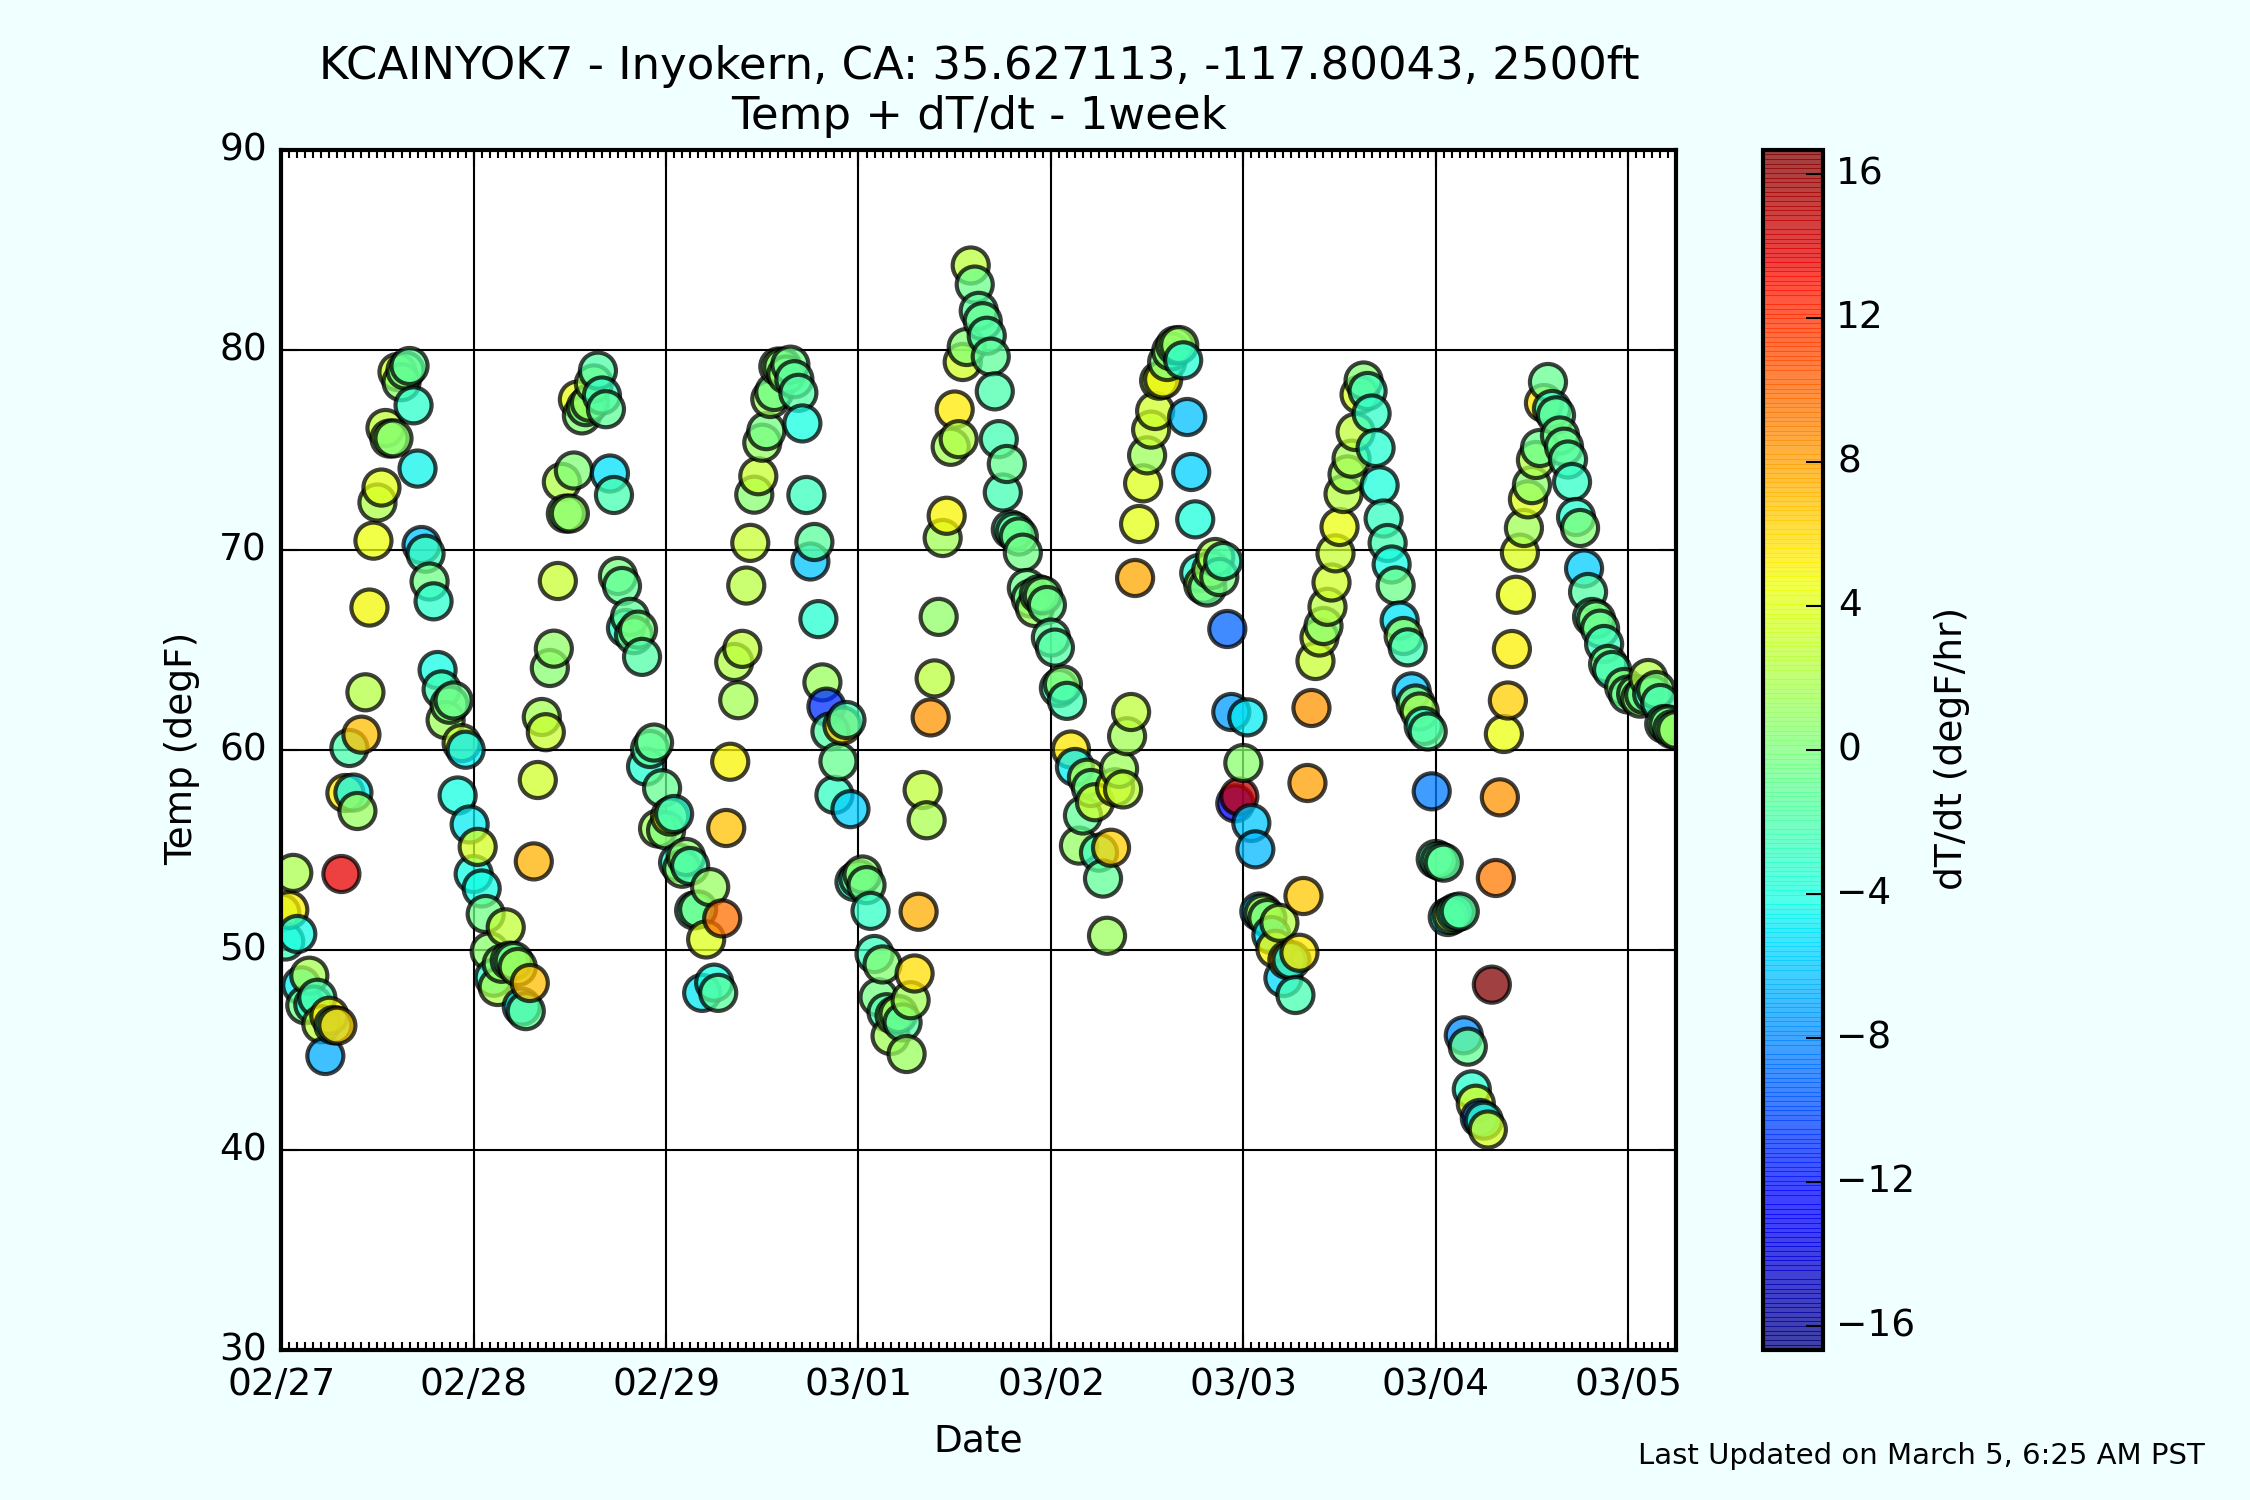 KCAINYOK7 - Inyokern, CA: 35.627113, -117.80043, 2500ft
Temp + dT/dt - 1week
90
80
70
60
50
40
30
Temp (degF)
02/27 02/28 02/29 03/01 03/02 03/03 03/04 03/05
Date
16
12
8
4
0
−4
−8
−12
−16
dT/dt (degF/hr)
Last Updated on March 5, 6:25 AM PST